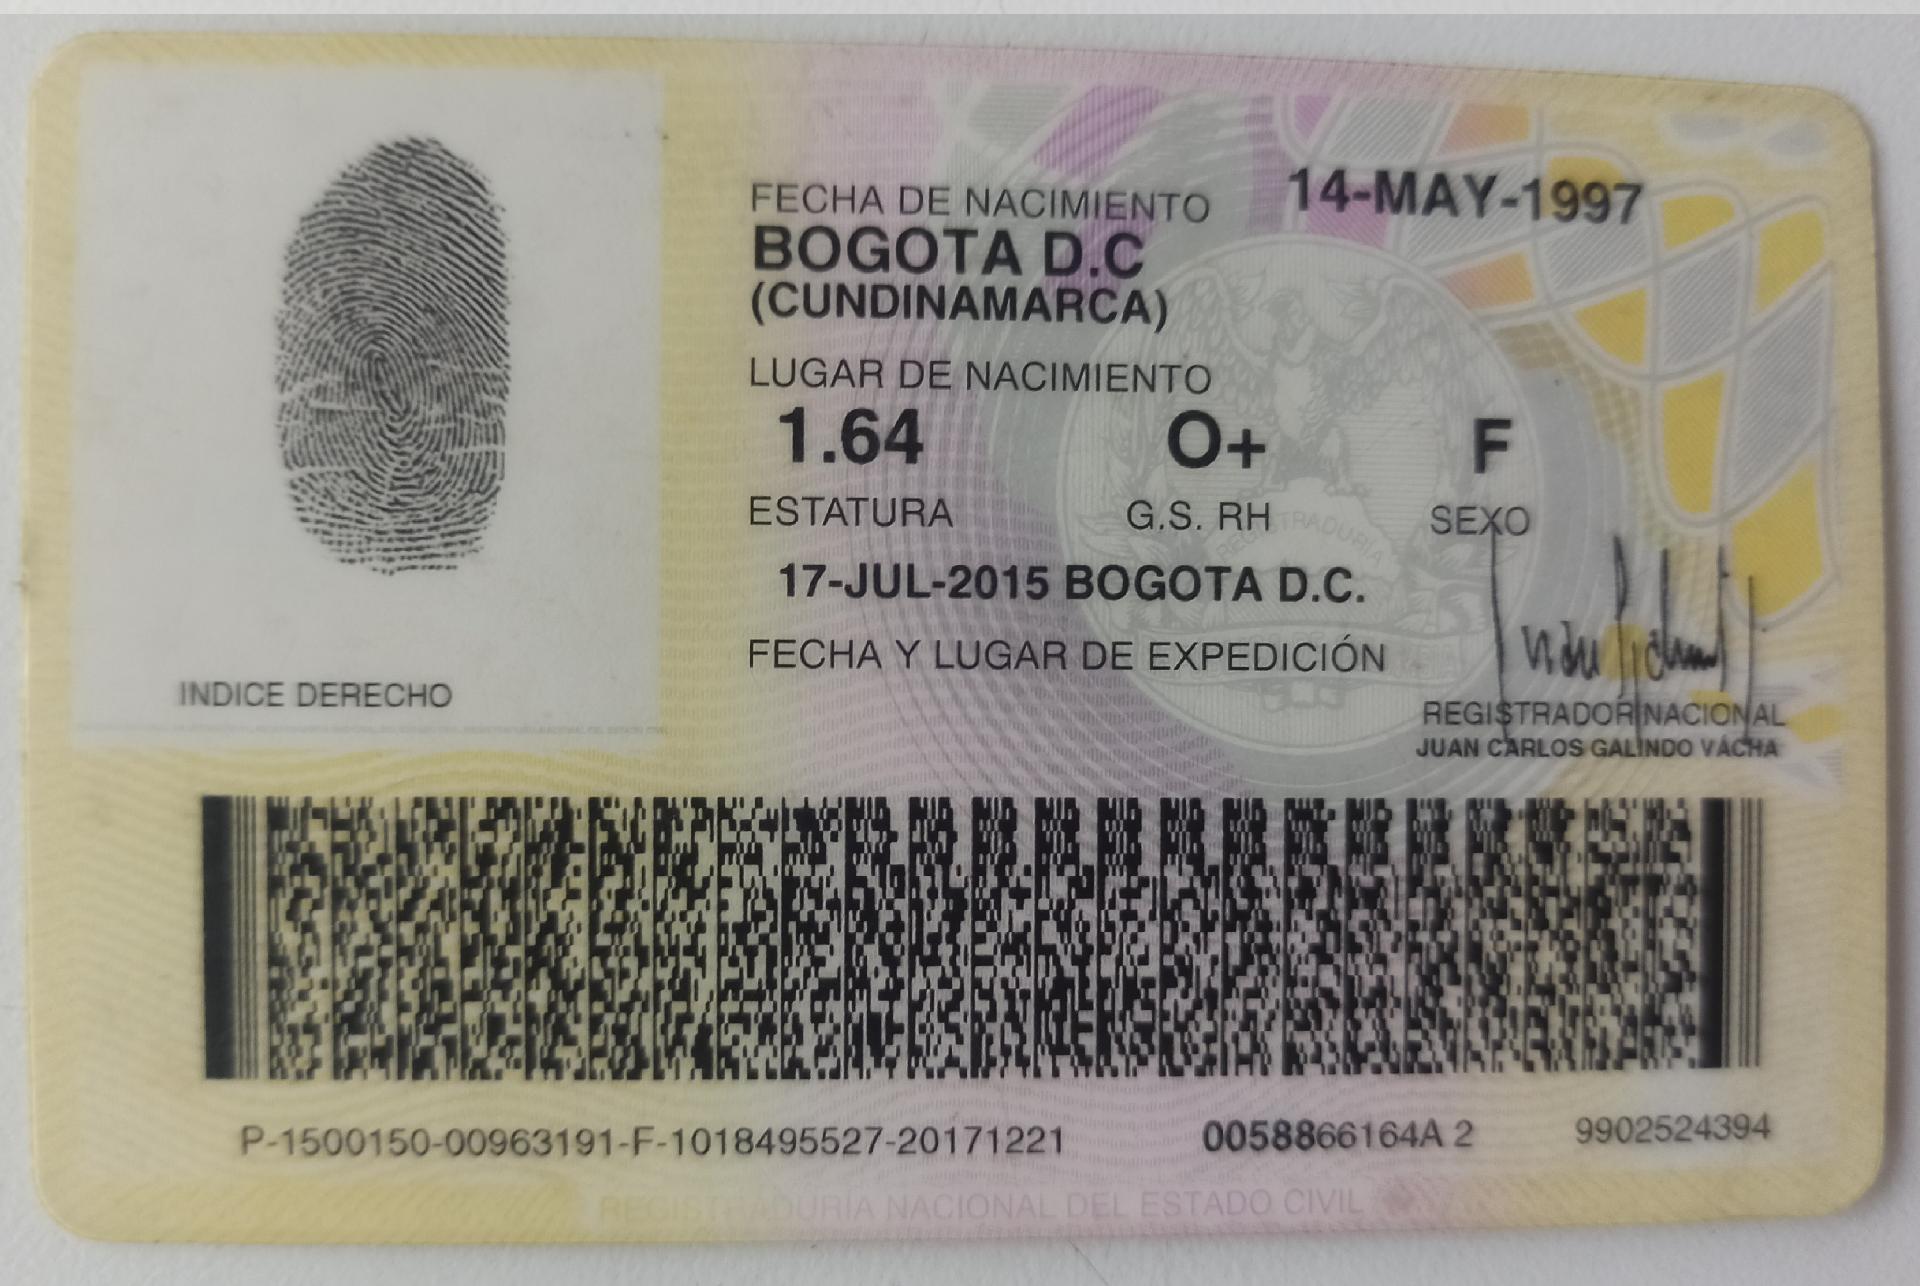 FECHA DE NACIMIENTO 14-MAY-1997
BOGOTA D.C
(CUNDINAMARCA)
LUGAR DE NACIMIENTO
1.64 O+ F
ESTATURA G.S. RH SEXO
17-JUL-2015 BOGOTA D.C.
FECHA Y LUGAR DE EXPEDICIÓN
INDICE DERECHO
REGISTRADOR NACIONAL
JUAN CARLOS GALINDO VÁCHA
P-1500150-00963191-F-1018495527-20171221 0058866164A 2 9902524394
REGISTRADURÍA NACIONAL DEL ESTADO CIVIL